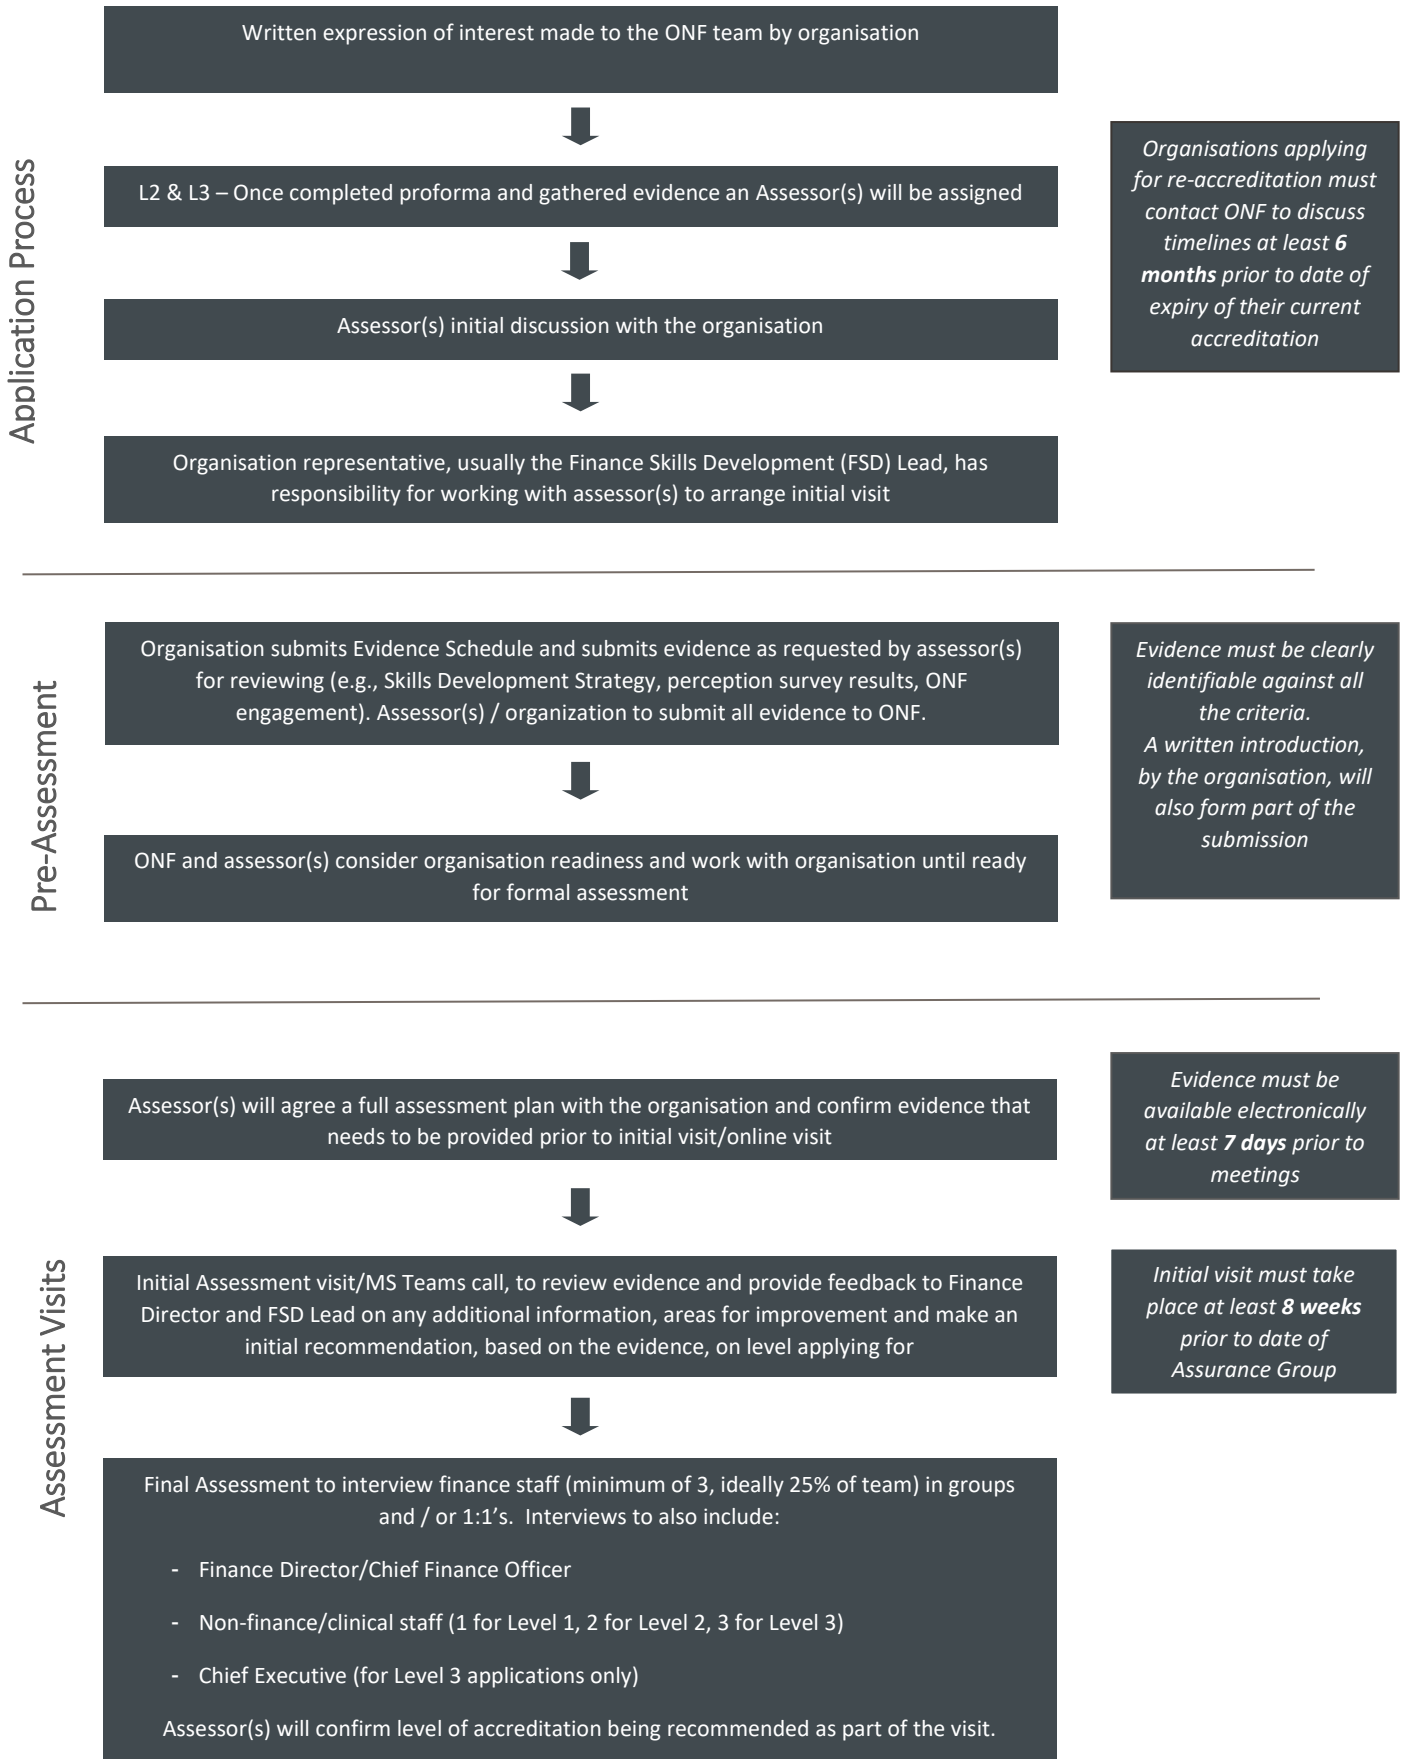 Application Process
Written expression of interest made to the ONF team by organisation
L2 & L3 – Once completed proforma and gathered evidence an Assessor(s) will be assigned
Assessor(s) initial discussion with the organisation
Organisation representative, usually the Finance Skills Development (FSD) Lead, has
responsibility for working with assessor(s) to arrange initial visit
Organisations applying
for re-accreditation must
contact ONF to discuss
timelines at least 6
months prior to date of
expiry of their current
accreditation
Pre-Assessment
Organisation submits Evidence Schedule and submits evidence as requested by assessor(s)
for reviewing (e.g., Skills Development Strategy, perception survey results, ONF
engagement). Assessor(s) / organization to submit all evidence to ONF.
ONF and assessor(s) consider organisation readiness and work with organisation until ready
for formal assessment
Evidence must be clearly
identifiable against all
the criteria.
A written introduction,
by the organisation, will
also form part of the
submission
Assessment Visits
Assessor(s) will agree a full assessment plan with the organisation and confirm evidence that
needs to be provided prior to initial visit/online visit
Evidence must be
available electronically
at least 7 days prior to
meetings
Initial Assessment visit/MS Teams call, to review evidence and provide feedback to Finance
Director and FSD Lead on any additional information, areas for improvement and make an
initial recommendation, based on the evidence, on level applying for
Initial visit must take
place at least 8 weeks
prior to date of
Assurance Group
Final Assessment to interview finance staff (minimum of 3, ideally 25% of team) in groups
and / or 1:1’s. Interviews to also include:
- Finance Director/Chief Finance Officer
- Non-finance/clinical staff (1 for Level 1, 2 for Level 2, 3 for Level 3)
- Chief Executive (for Level 3 applications only)
Assessor(s) will confirm level of accreditation being recommended as part of the visit.